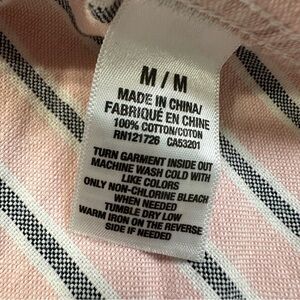 M / M
MADE IN CHINA/
FABRIQUÉ EN CHINE
100% COTTON/COTON
RN121726 CA53201
TURN GARMENT INSIDE OUT
MACHINE WASH COLD WITH
LIKE COLORS
ONLY NON-CHLORINE BLEACH
WHEN NEEDED
TUMBLE DRY LOW
WARM IRON ON THE REVERSE
SIDE IF NEEDED